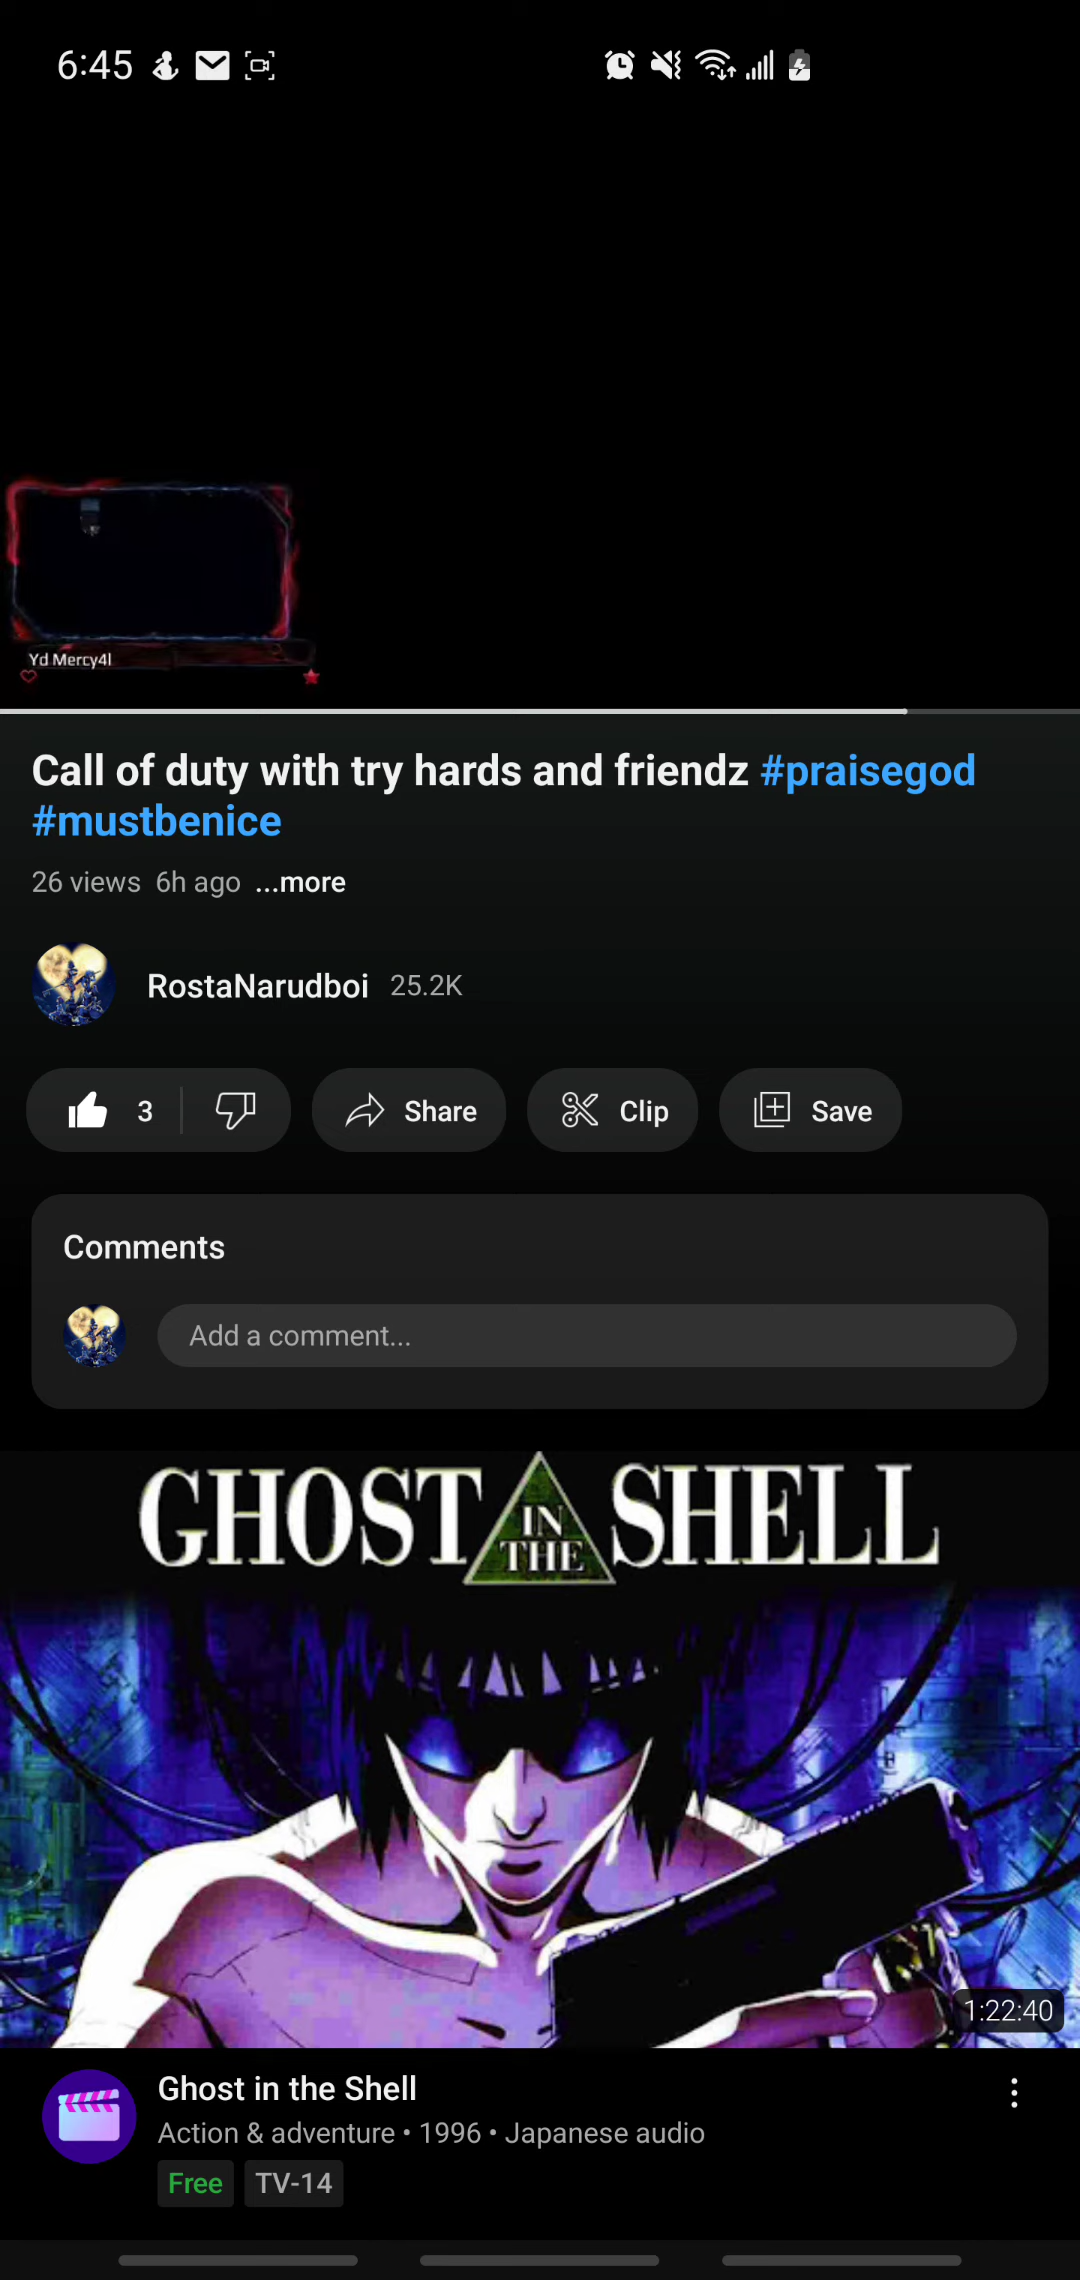 6:45
Yd Mercy4l
Call of duty with try hards and friendz #praisegod
#mustbenice
26 views 6h ago ...more
RostaNarudboi 25.2K
3
Share
Clip
Save
Comments
Add a comment...
GHOST IN THE SHELL
1:22:40
Ghost in the Shell
Action & adventure • 1996 • Japanese audio
Free TV-14